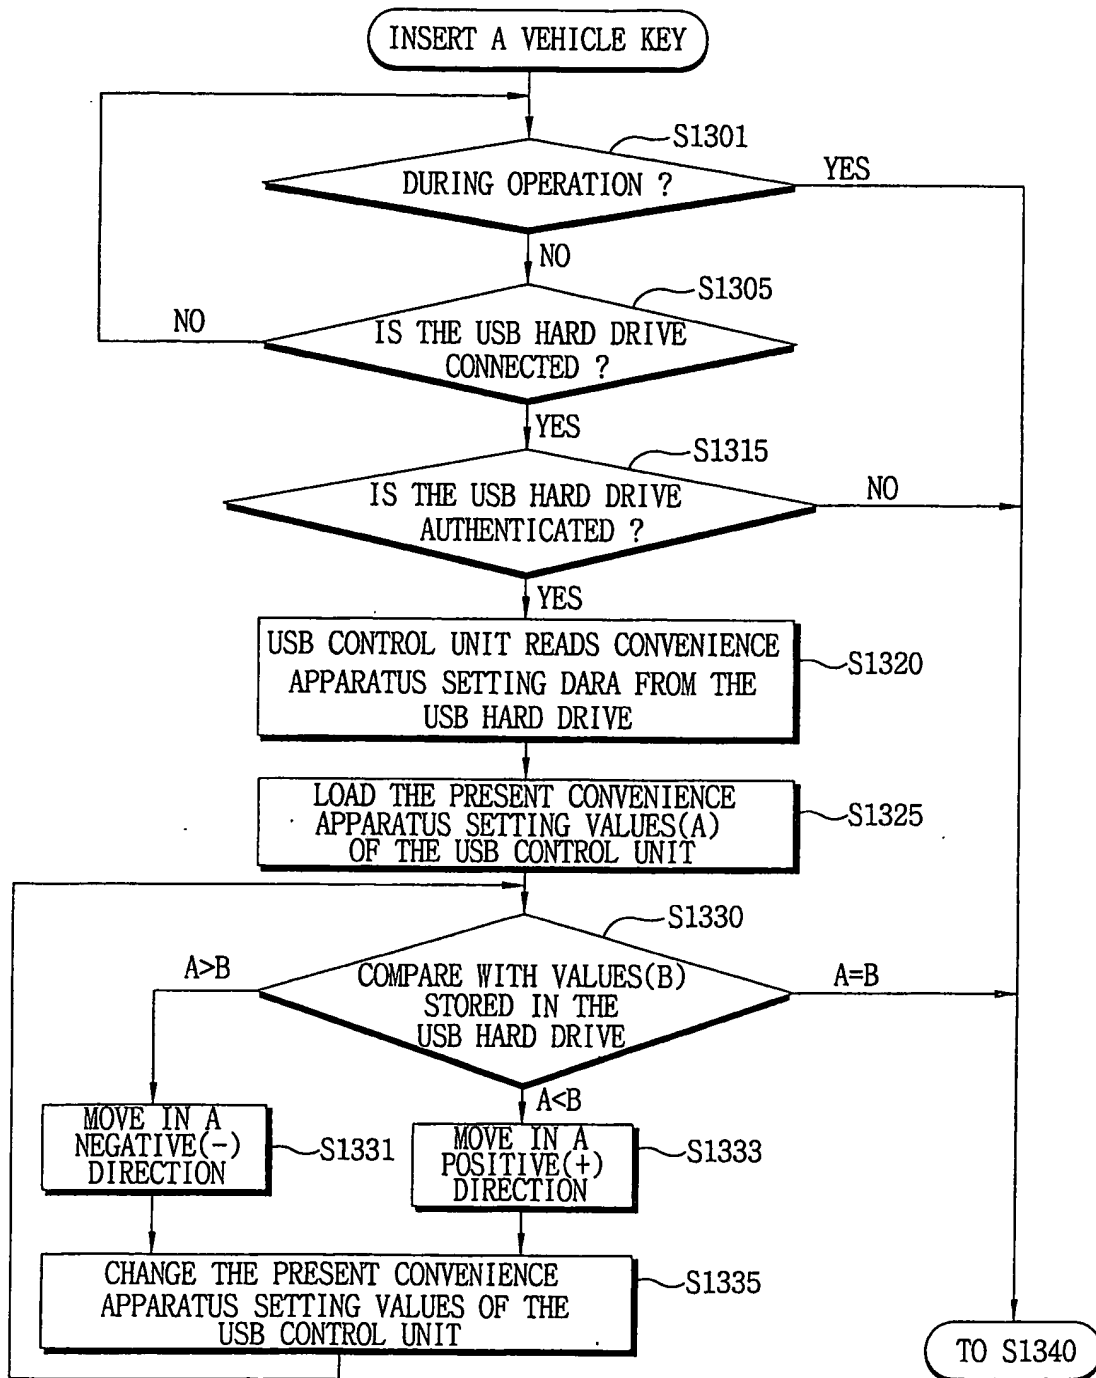 INSERT A VEHICLE KEY
S1301
DURING OPERATION ?
YES
NO
S1305
NO
IS THE USB HARD DRIVE
CONNECTED ?
YES
S1315
IS THE USB HARD DRIVE
AUTHENTICATED ?
NO
YES
USB CONTROL UNIT READS CONVENIENCE
APPARATUS SETTING DARA FROM THE
USB HARD DRIVE
S1320
LOAD THE PRESENT CONVENIENCE
APPARATUS SETTING VALUES(A)
OF THE USB CONTROL UNIT
S1325
S1330
A>B
COMPARE WITH VALUES(B)
STORED IN THE
USB HARD DRIVE
A=B
A<B
MOVE IN A
NEGATIVE(-)
DIRECTION
S1331
MOVE IN A
POSITIVE(+)
DIRECTION
S1333
CHANGE THE PRESENT CONVENIENCE
APPARATUS SETTING VALUES OF THE
USB CONTROL UNIT
S1335
TO S1340